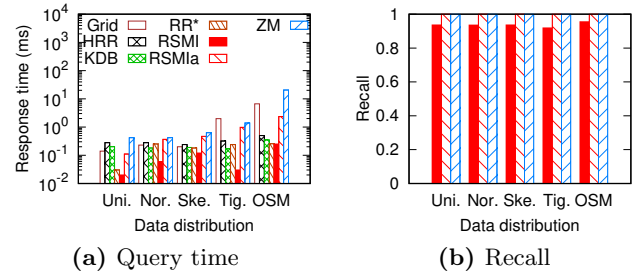 Response time (ms)
10^4
10^3
10^2
10^1
10^0
10^-1
10^-2
Grid
HRR
KDB
RR*
RSMI
RSMIa
ZM
Uni. Nor. Ske. Tig. OSM
Data distribution
(a) Query time
Recall
1
0.8
0.6
0.4
0.2
0
Uni. Nor. Ske. Tig. OSM
Data distribution
(b) Recall